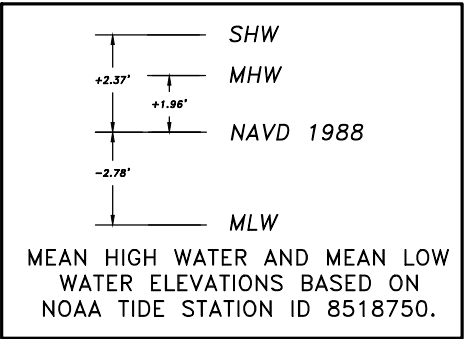 SHW
+2.37'
MHW
+1.96'
NAVD 1988
-2.78'
MLW
MEAN HIGH WATER AND MEAN LOW
WATER ELEVATIONS BASED ON
NOAA TIDE STATION ID 8518750.